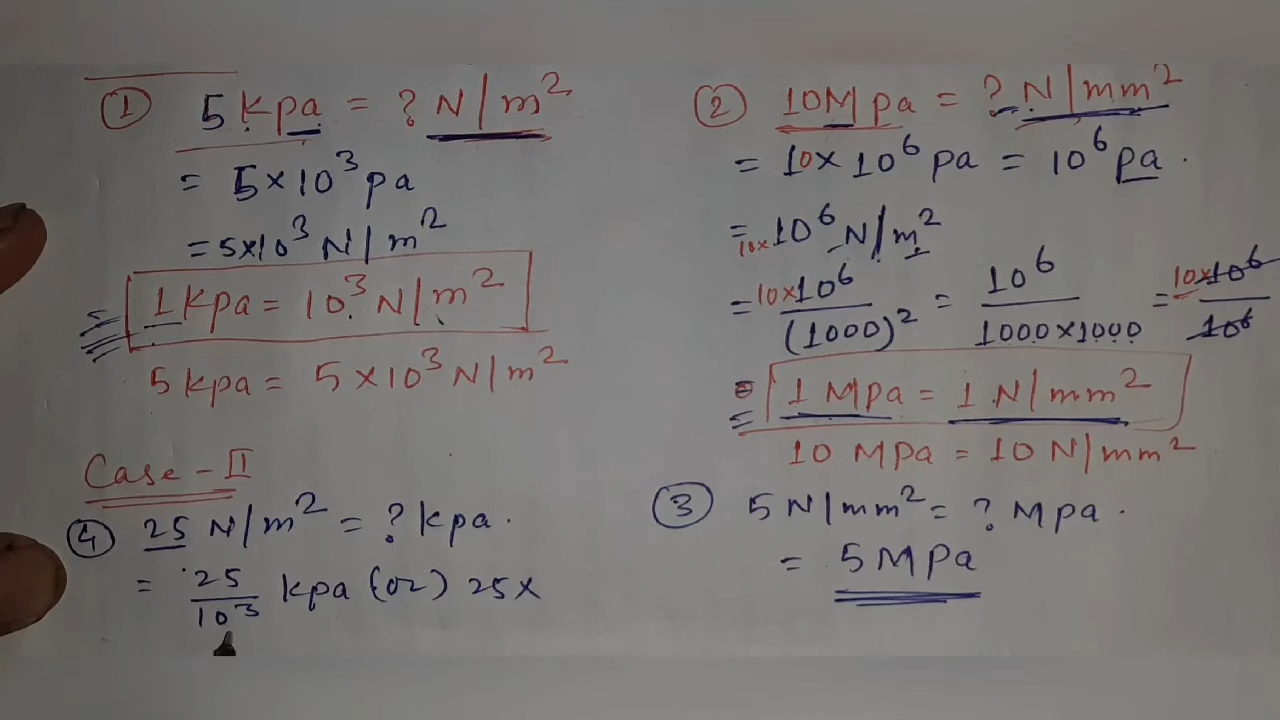 ① 5 kpa = ? N/m²
= 5×10³ pa
= 5×10³ N/m²
1 kpa = 10³ N/m²
5 kpa = 5×10³ N/m²
Case - II
④ 25 N/m² = ? kpa.
= 25/10³ kpa (or) 25×
② 10 M pa = ? N/mm²
= 10×10⁶ pa = 10⁶ pa.
= 10×10⁶ N/m²
= 10×10⁶/(1000)² = 10⁶/1000×1000 = 10×10⁶/10⁶
= 1 MPa = 1 N/mm²
10 MPa = 10 N/mm²
③ 5 N/mm² = ? Mpa.
= 5 MPa